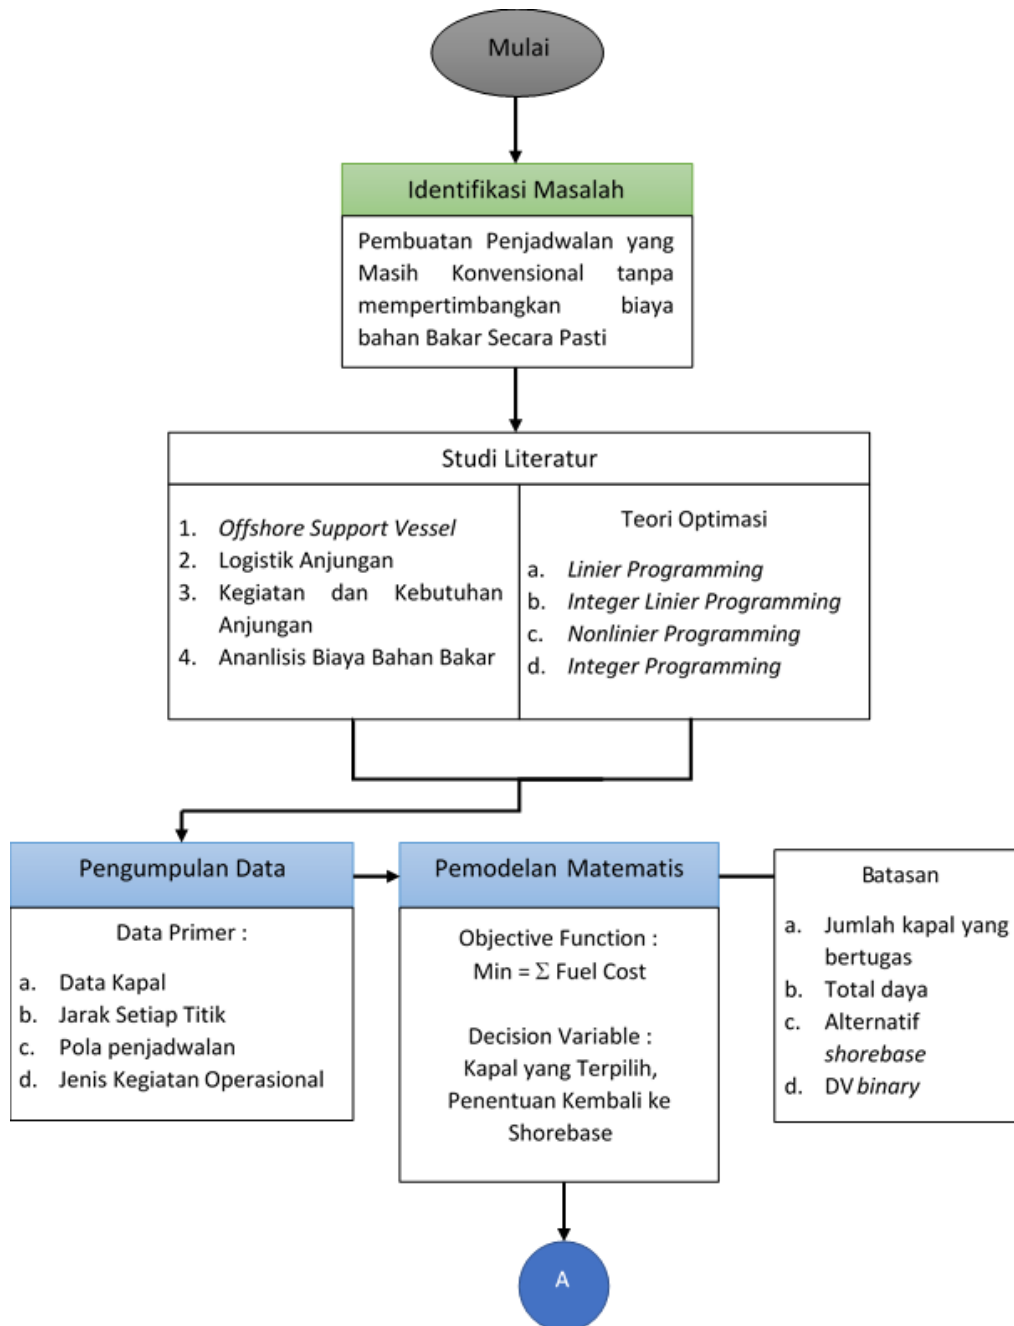 Mulai
Identifikasi Masalah
Pembuatan Penjadwalan yang
Masih Konvensional tanpa
mempertimbangkan biaya
bahan Bakar Secara Pasti
Studi Literatur
1. Offshore Support Vessel
2. Logistik Anjungan
3. Kegiatan dan Kebutuhan
Anjungan
4. Ananlisis Biaya Bahan Bakar
Teori Optimasi
a. Linier Programming
b. Integer Linier Programming
c. Nonlinier Programming
d. Integer Programming
Pengumpulan Data
Data Primer :
a. Data Kapal
b. Jarak Setiap Titik
c. Pola penjadwalan
d. Jenis Kegiatan Operasional
Pemodelan Matematis
Objective Function :
Min = Σ Fuel Cost
Decision Variable :
Kapal yang Terpilih,
Penentuan Kembali ke
Shorebase
Batasan
a. Jumlah kapal yang
bertugas
b. Total daya
c. Alternatif
shorebase
d. DV binary
A